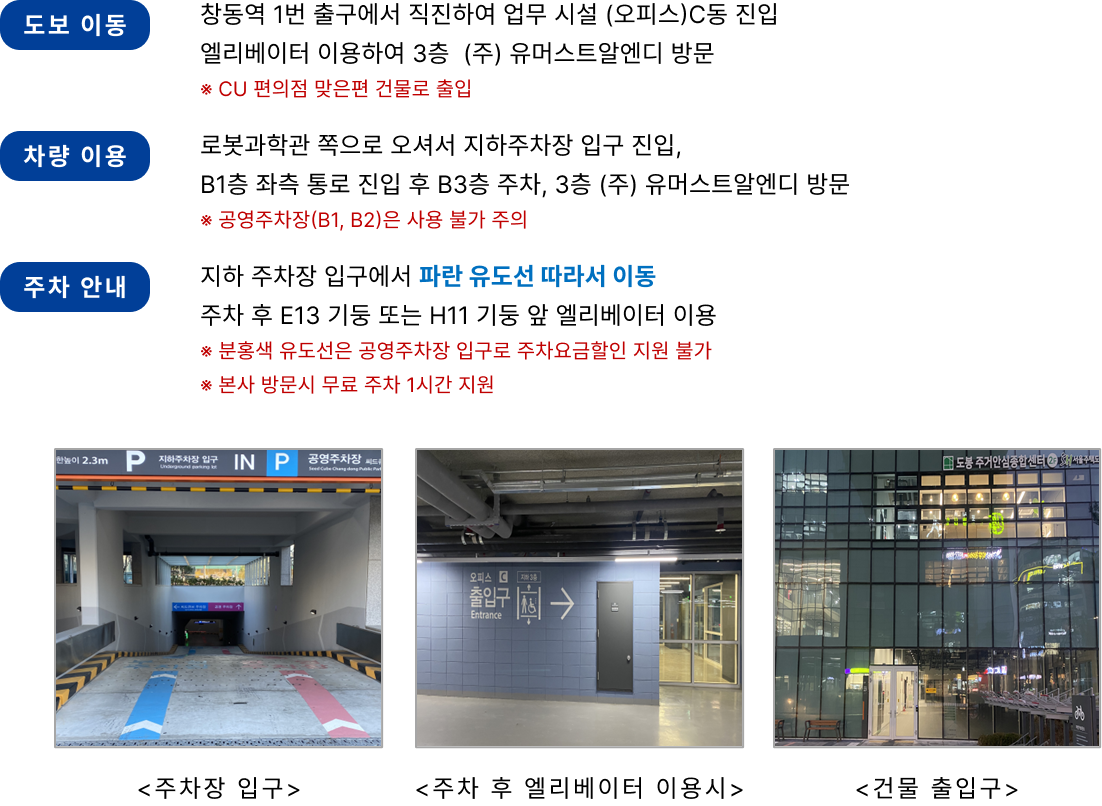 도보 이동
창동역 1번 출구에서 직진하여 업무 시설 (오피스)C동 진입
엘리베이터 이용하여 3층 (주) 유머스트알엔디 방문
※ CU 편의점 맞은편 건물로 출입
차량 이용
로봇과학관 쪽으로 오셔서 지하주차장 입구 진입,
B1층 좌측 통로 진입 후 B3층 주차, 3층 (주) 유머스트알엔디 방문
※ 공영주차장(B1, B2)은 사용 불가 주의
주차 안내
지하 주차장 입구에서 파란 유도선 따라서 이동
주차 후 E13 기둥 또는 H11 기둥 앞 엘리베이터 이용
※ 분홍색 유도선은 공영주차장 입구로 주차요금할인 지원 불가
※ 본사 방문시 무료 주차 1시간 지원
한높이 2.3m P 지하주차장 입구 IN P 공영주차장
Underground parking lot
오피스 C 지하 3층
출입구
Entrance
도봉 주거안심종합센터
<주차장 입구>
<주차 후 엘리베이터 이용시>
<건물 출입구>